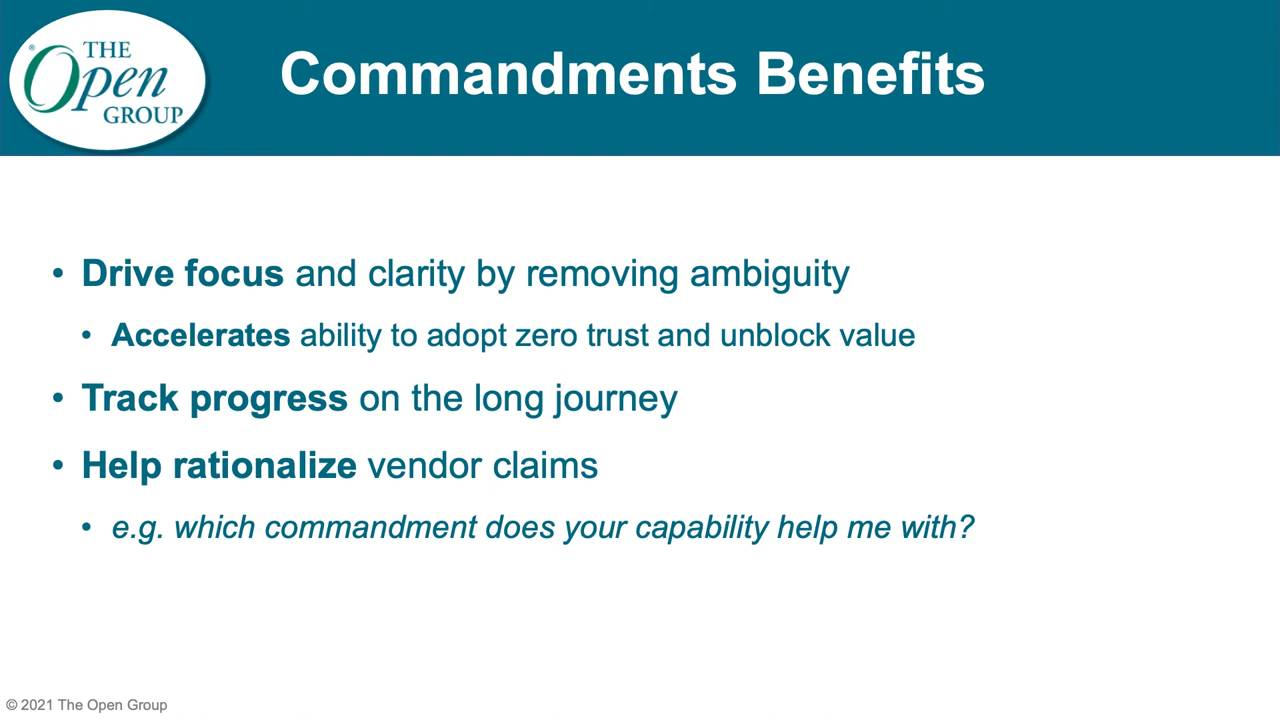 ® THE
Open
GROUP
Commandments Benefits
• Drive focus and clarity by removing ambiguity
• Accelerates ability to adopt zero trust and unblock value
• Track progress on the long journey
• Help rationalize vendor claims
• e.g. which commandment does your capability help me with?
© 2021 The Open Group